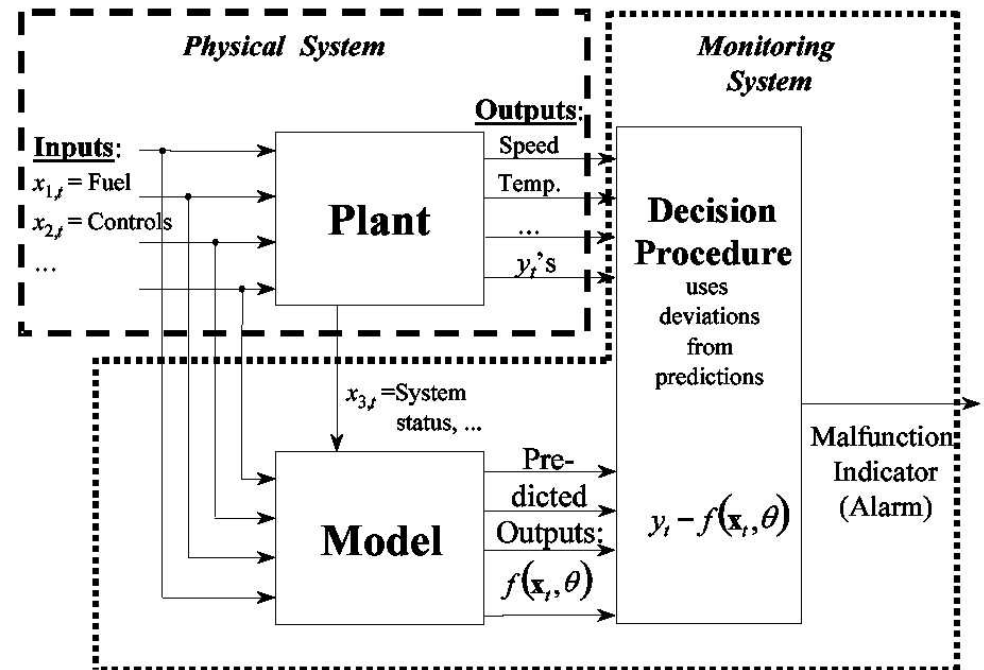 Physical System
Monitoring
System
Inputs:
x₁,ₜ = Fuel
x₂,ₜ = Controls
...
Plant
Outputs:
Speed
Temp.
...
yₜ's
Decision
Procedure
uses
deviations
from
predictions
yₜ – f(xₜ, θ)
x₃,ₜ =System
status, ...
Model
Pre-
dicted
Outputs:
f(xₜ, θ)
Malfunction
Indicator
(Alarm)